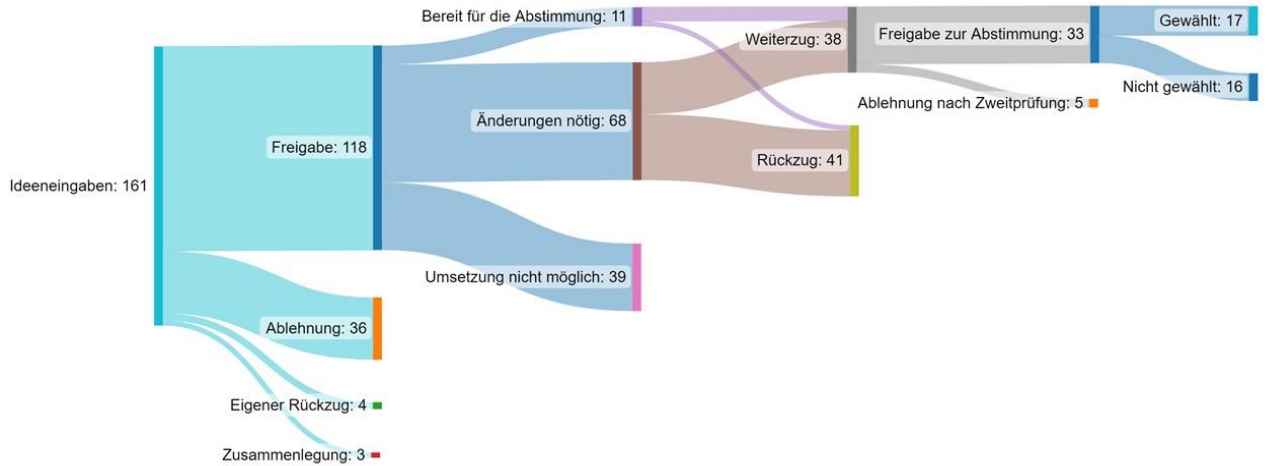 Ideeneingaben: 161
Freigabe: 118
Ablehnung: 36
Eigener Rückzug: 4
Zusammenlegung: 3
Bereit für die Abstimmung: 11
Änderungen nötig: 68
Umsetzung nicht möglich: 39
Weiterzug: 38
Rückzug: 41
Freigabe zur Abstimmung: 33
Ablehnung nach Zweitprüfung: 5
Gewählt: 17
Nicht gewählt: 16